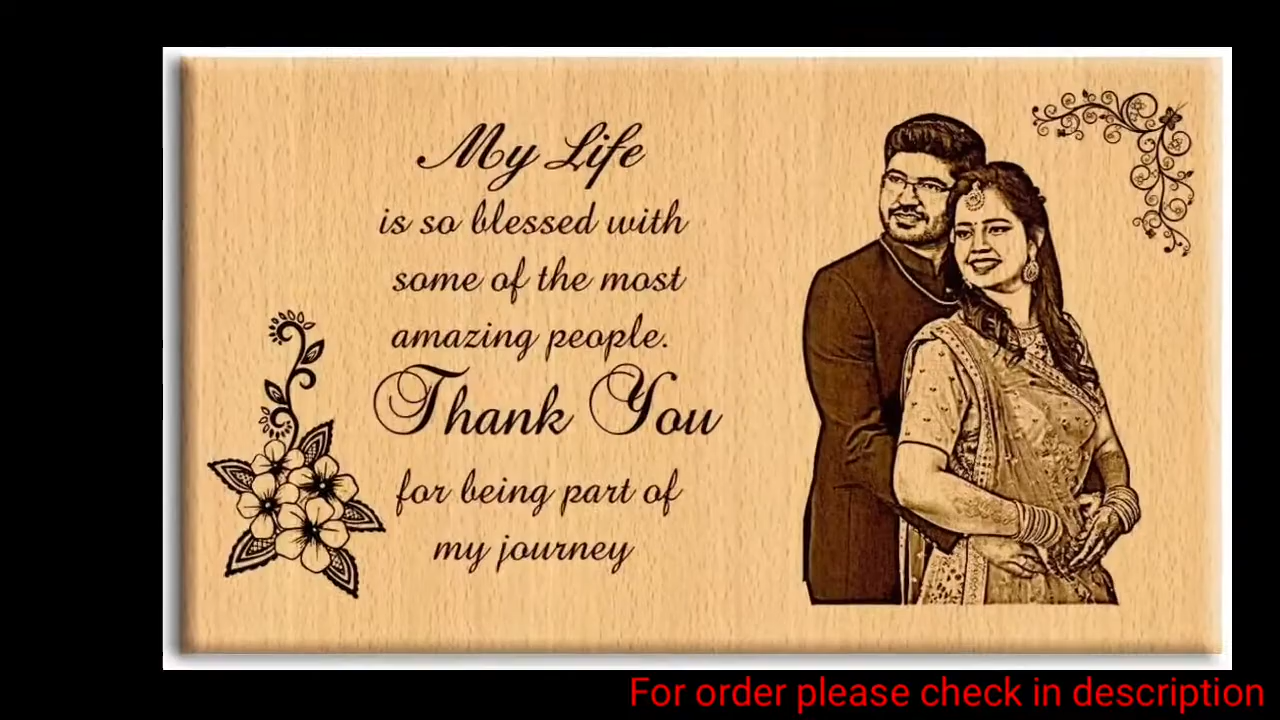 My Life
is so blessed with
some of the most
amazing people.
Thank You
for being part of
my journey
For order please check in description